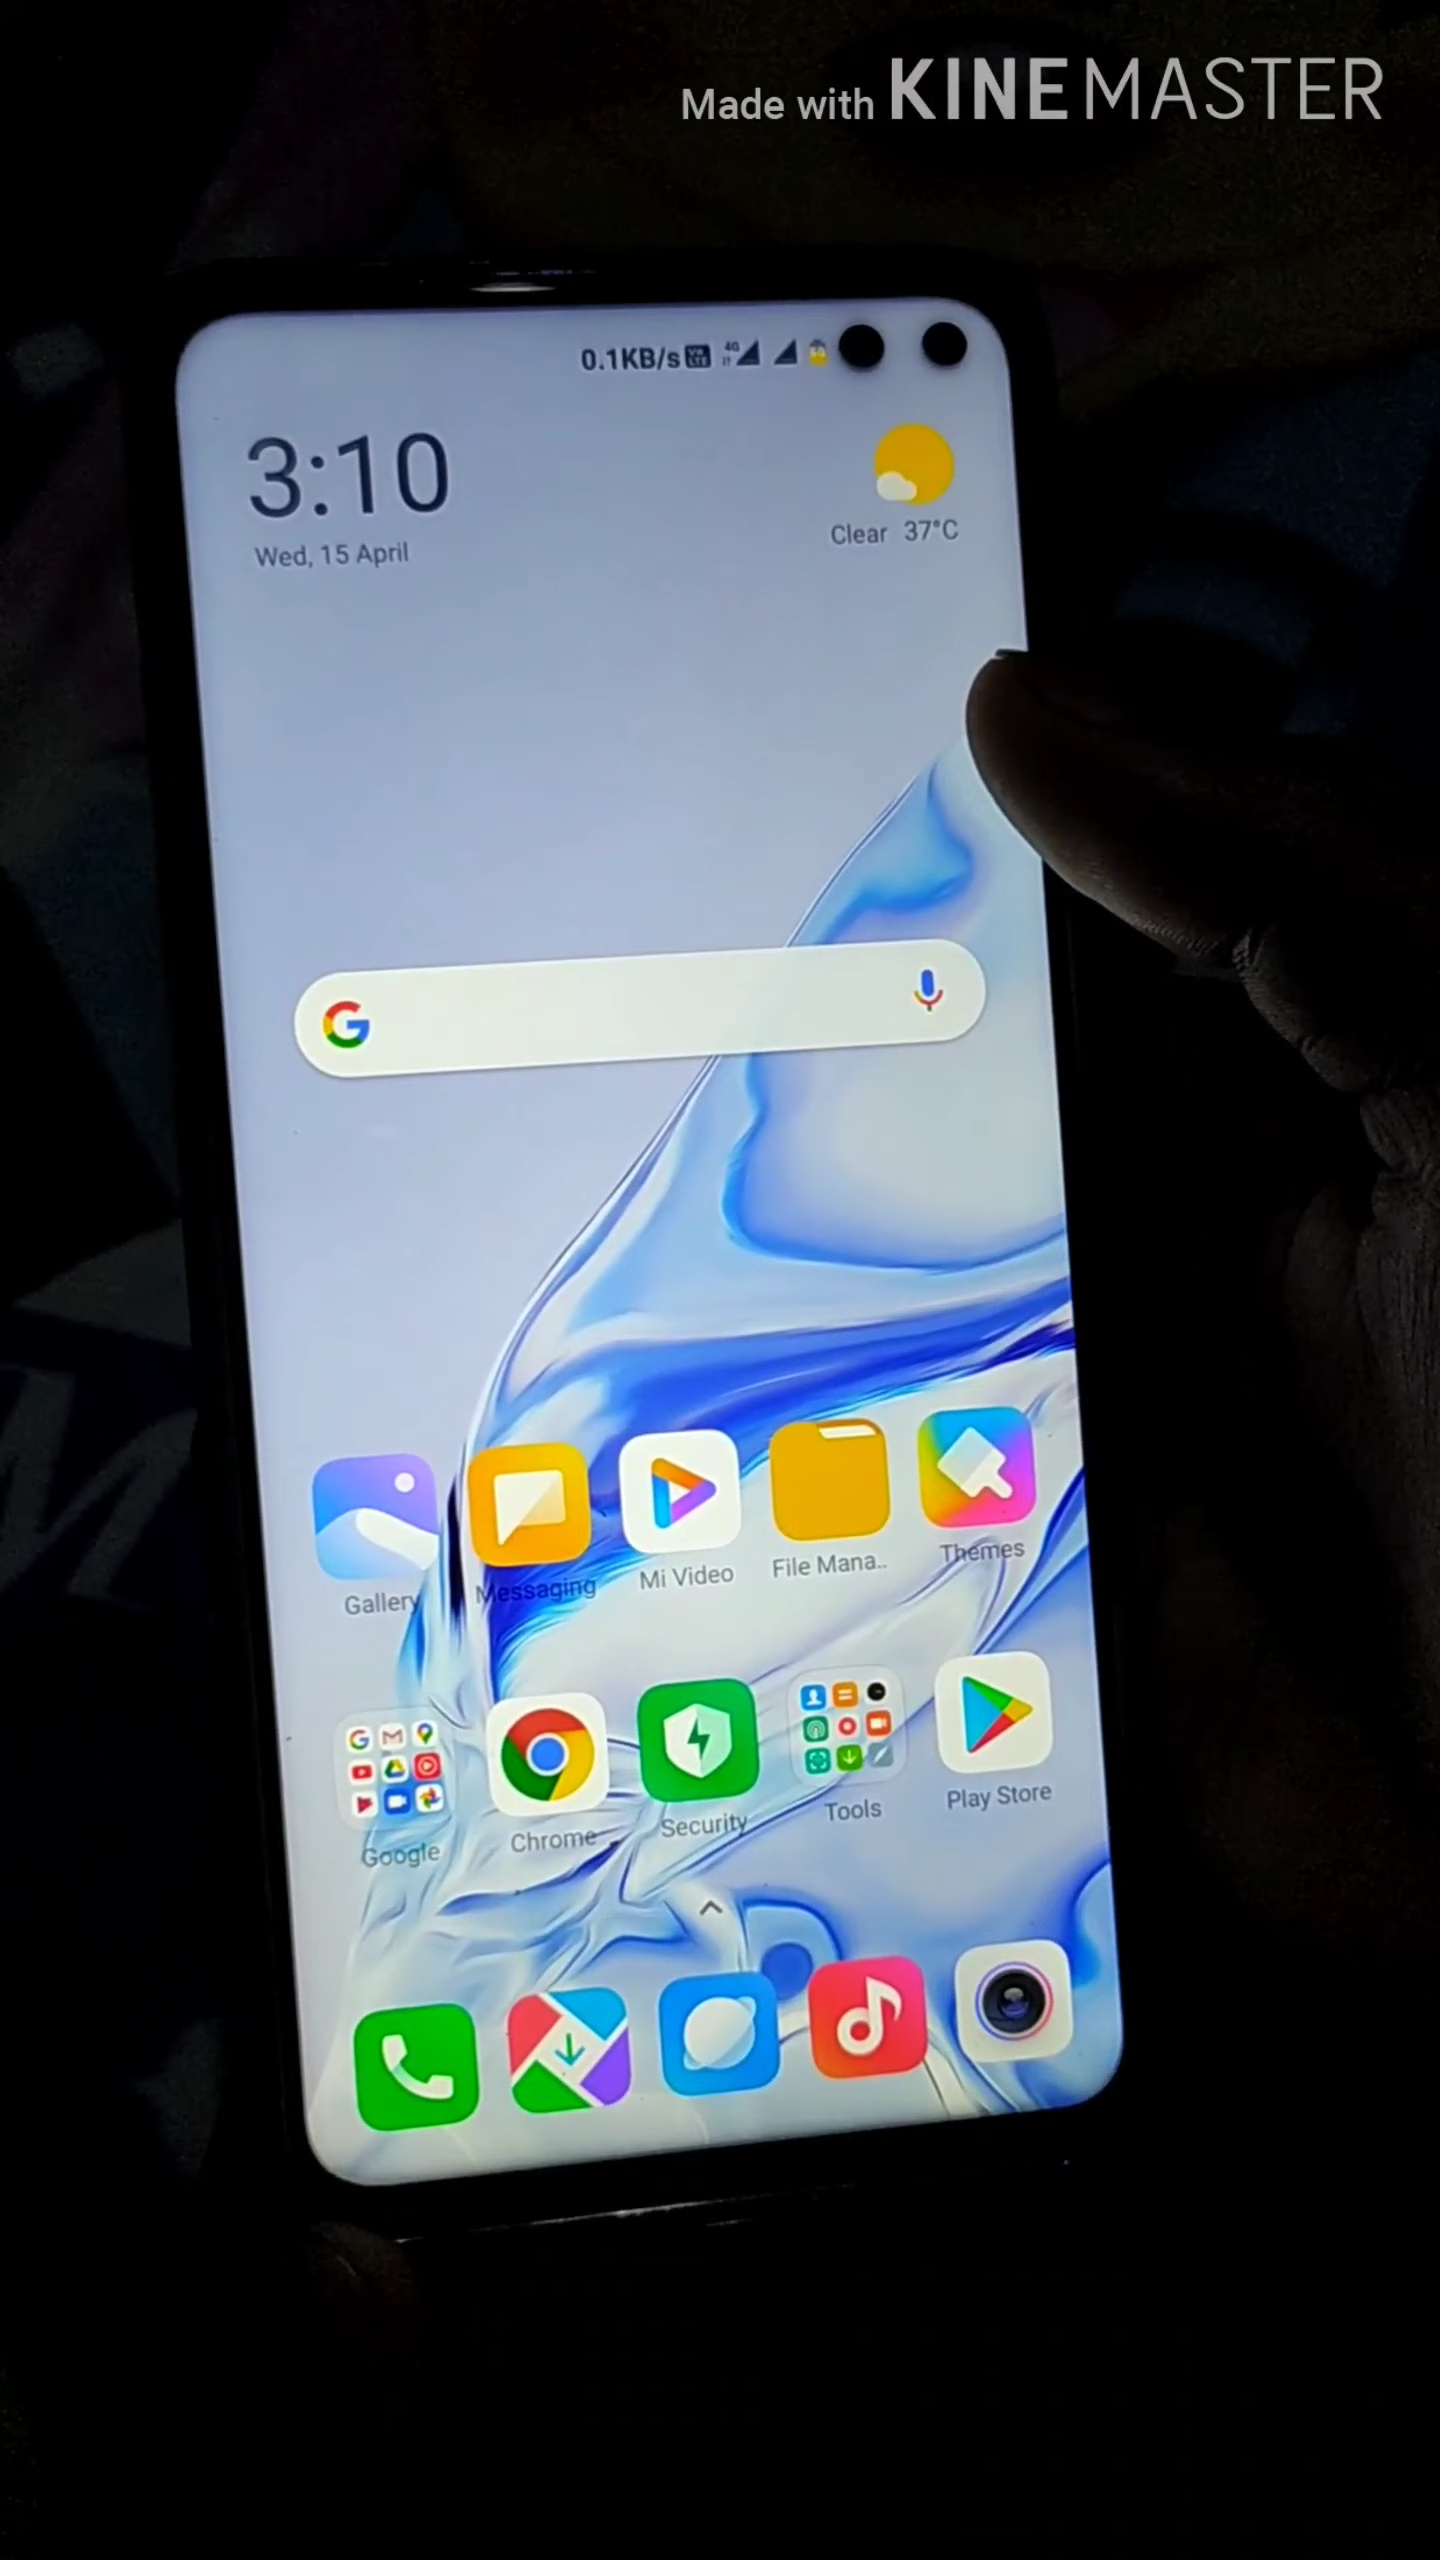 Made with KINEMASTER
0.1KB/s
3:10
Wed, 15 April
Clear 37°C
Gallery
Messaging
Mi Video
File Mana..
Themes
Google
Chrome
Security
Tools
Play Store